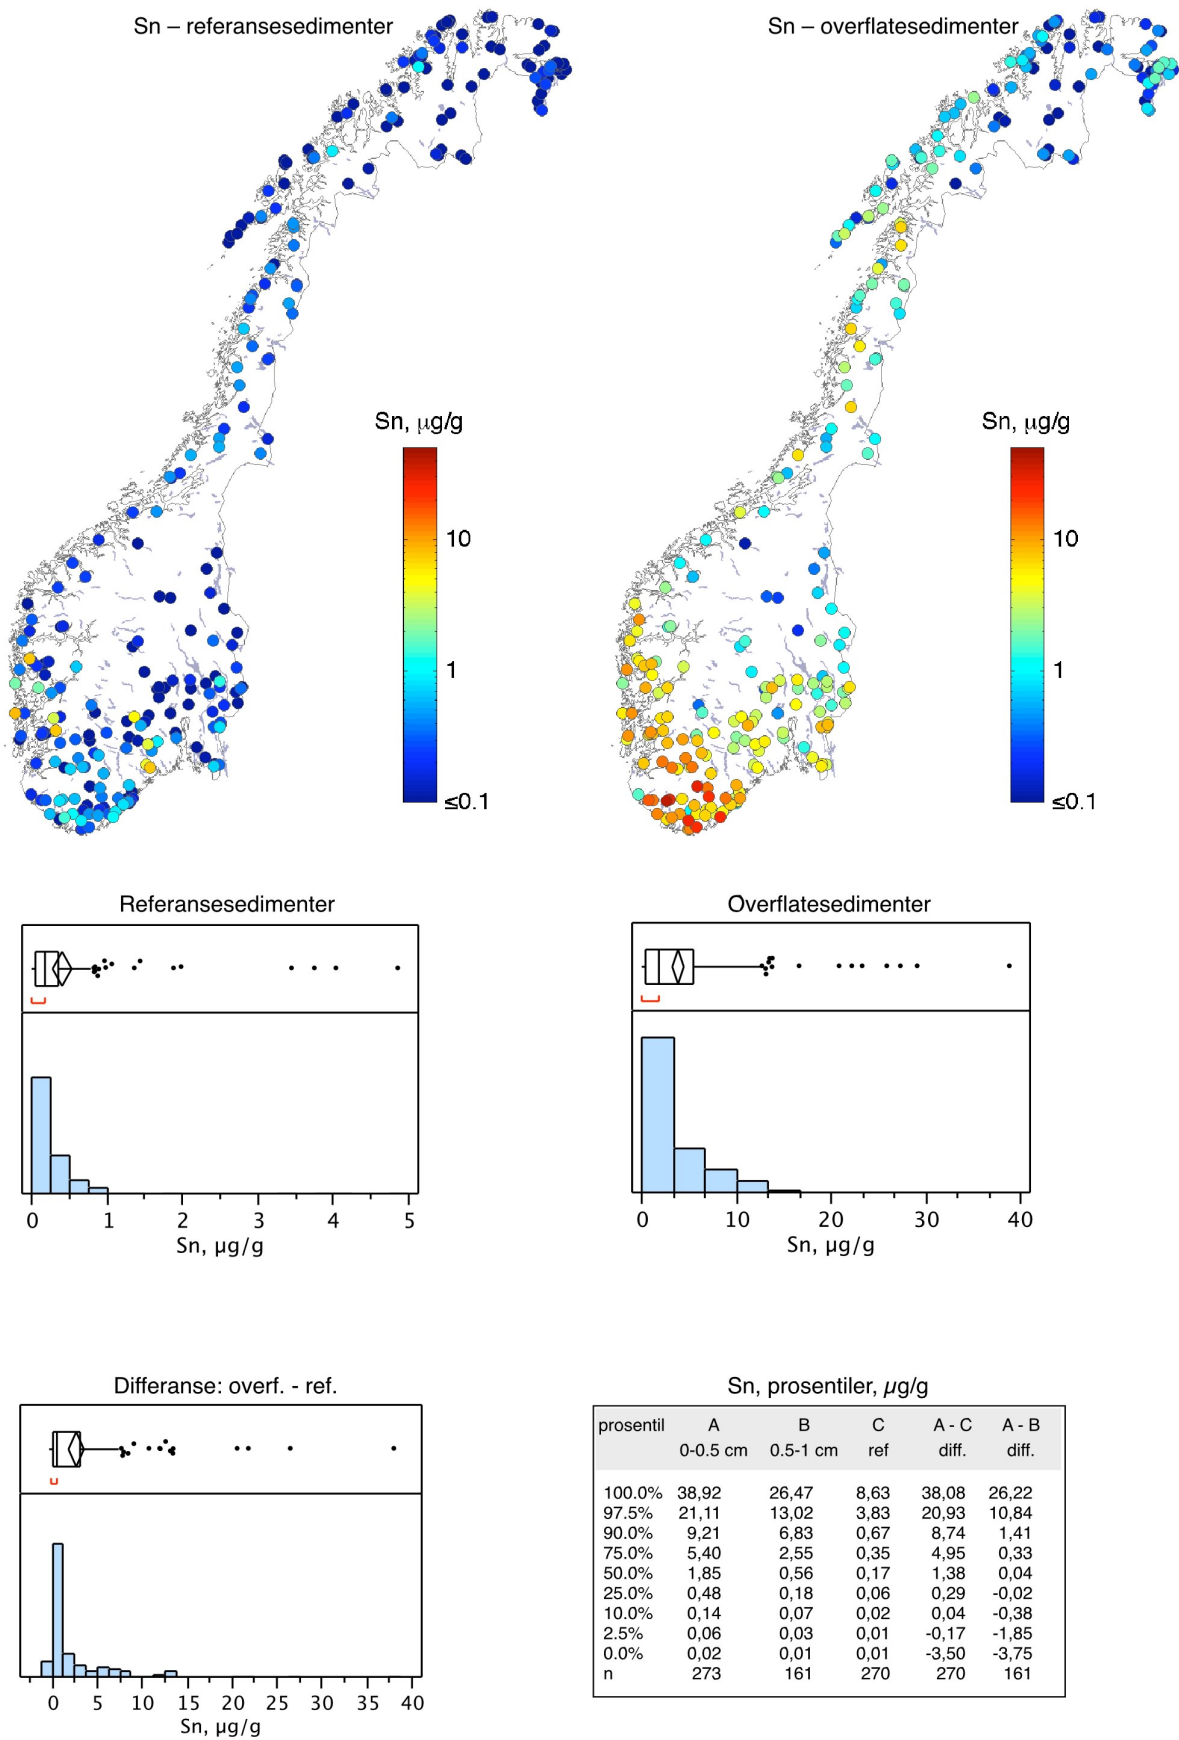 Sn – referansesedimenter
Sn – overflatesedimenter
Sn, µg/g
10
1
≤0.1
Sn, µg/g
10
1
≤0.1
Referansesedimenter
0 1 2 3 4 5
Sn, µg/g
Overflatesedimenter
0 10 20 30 40
Sn, µg/g
Differanse: overf. - ref.
0 5 10 15 20 25 30 35 40
Sn, µg/g
Sn, prosentiler, µg/g
prosentil A B C A - C A - B
0-0.5 cm 0.5-1 cm ref diff. diff.
100.0% 38,92 26,47 8,63 38,08 26,22
97.5% 21,11 13,02 3,83 20,93 10,84
90.0% 9,21 6,83 0,67 8,74 1,41
75.0% 5,40 2,55 0,35 4,95 0,33
50.0% 1,85 0,56 0,17 1,38 0,04
25.0% 0,48 0,18 0,06 0,29 -0,02
10.0% 0,14 0,07 0,02 0,04 -0,38
2.5% 0,06 0,03 0,01 -0,17 -1,85
0.0% 0,02 0,01 0,01 -3,50 -3,75
n 273 161 270 270 161